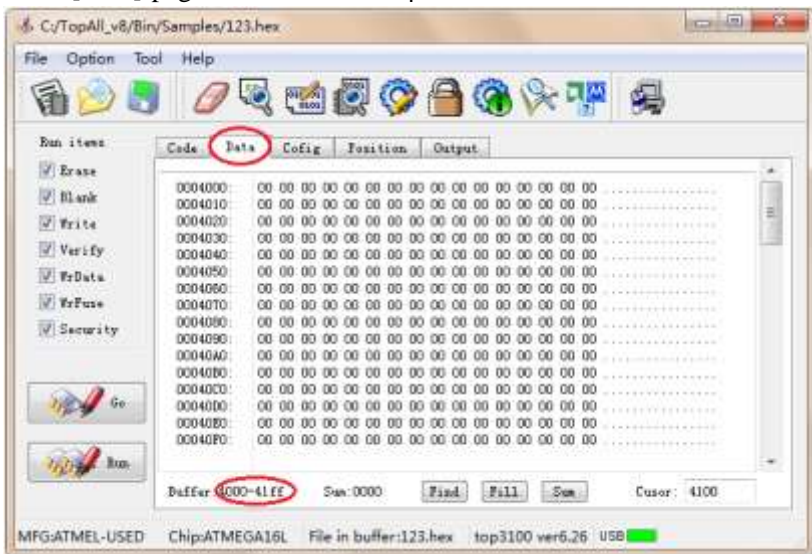 C:/TopAll_v8/Bin/Samples/123.hex
File Option Tool Help
Run items
Erase
Blank
Write
Verify
WrData
WrFuse
Security
Go
Run
Code Data Cofig Position Output
0004000: 00 00 00 00 00 00 00 00 00 00 00 00 00 00 00 00 ................
0004010: 00 00 00 00 00 00 00 00 00 00 00 00 00 00 00 00 ................
0004020: 00 00 00 00 00 00 00 00 00 00 00 00 00 00 00 00 ................
0004030: 00 00 00 00 00 00 00 00 00 00 00 00 00 00 00 00 ................
0004040: 00 00 00 00 00 00 00 00 00 00 00 00 00 00 00 00 ................
0004050: 00 00 00 00 00 00 00 00 00 00 00 00 00 00 00 00 ................
0004060: 00 00 00 00 00 00 00 00 00 00 00 00 00 00 00 00 ................
0004070: 00 00 00 00 00 00 00 00 00 00 00 00 00 00 00 00 ................
0004080: 00 00 00 00 00 00 00 00 00 00 00 00 00 00 00 00 ................
0004090: 00 00 00 00 00 00 00 00 00 00 00 00 00 00 00 00 ................
00040A0: 00 00 00 00 00 00 00 00 00 00 00 00 00 00 00 00 ................
00040B0: 00 00 00 00 00 00 00 00 00 00 00 00 00 00 00 00 ................
00040C0: 00 00 00 00 00 00 00 00 00 00 00 00 00 00 00 00 ................
00040D0: 00 00 00 00 00 00 00 00 00 00 00 00 00 00 00 00 ................
00040E0: 00 00 00 00 00 00 00 00 00 00 00 00 00 00 00 00 ................
00040F0: 00 00 00 00 00 00 00 00 00 00 00 00 00 00 00 00 ................
Buffer:4000-41ff Sum:0000 Find Fill Sum Cusor: 4100
MFG:ATMEL-USED Chip:ATMEGA16L File in buffer:123.hex top3100 ver6.26 USB